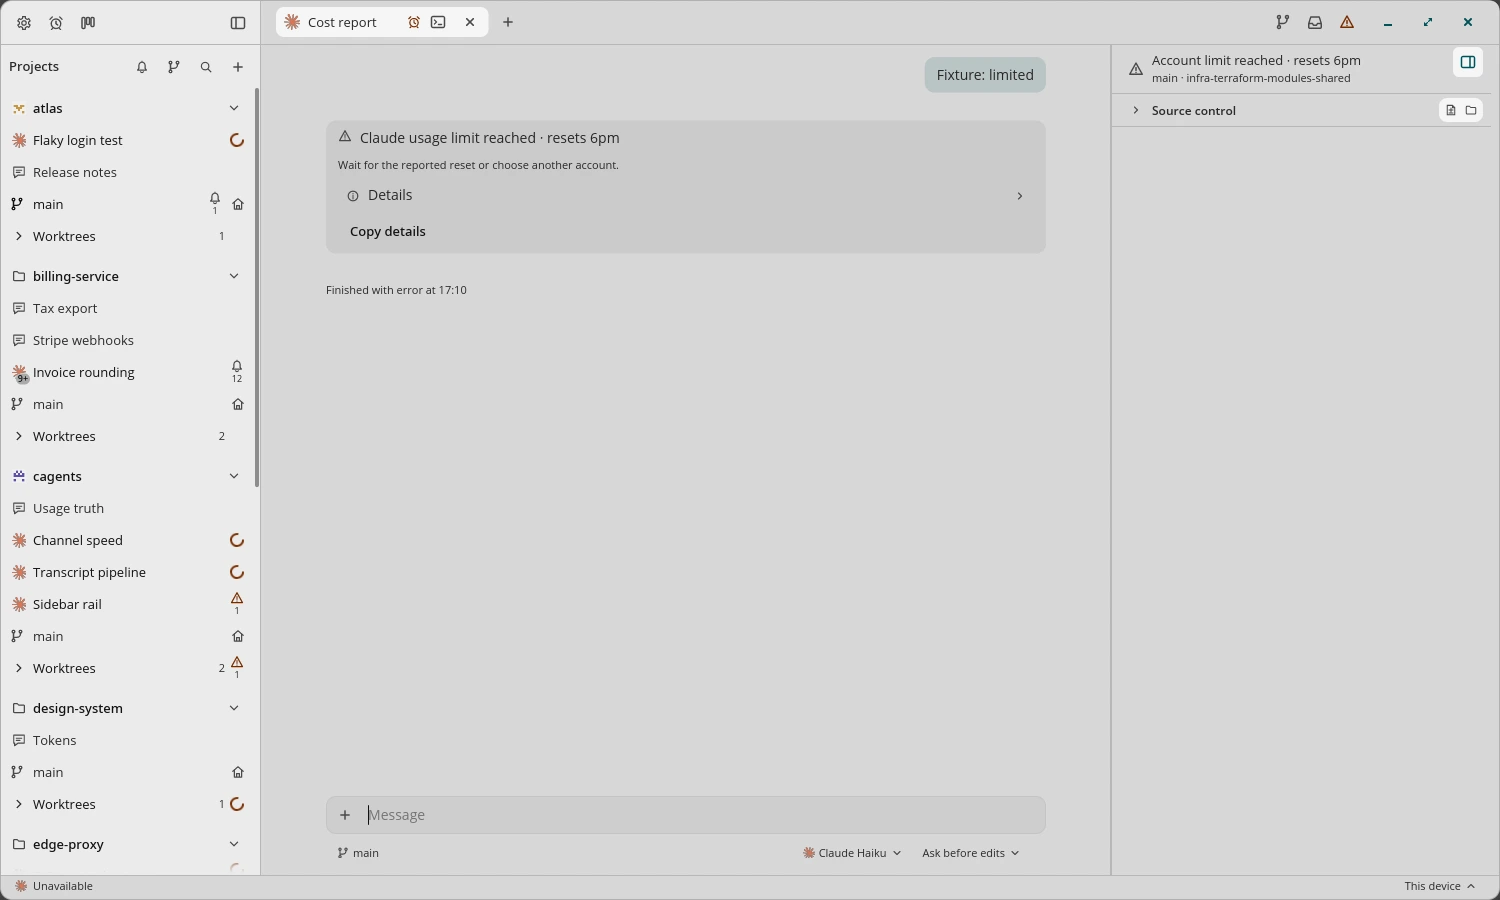 Cost report
Projects
atlas
Flaky login test
Release notes
main
1
Worktrees
1
billing-service
Tax export
Stripe webhooks
Invoice rounding
9+
12
main
Worktrees
2
cagents
Usage truth
Channel speed
Transcript pipeline
Sidebar rail
1
main
Worktrees
2
1
design-system
Tokens
main
Worktrees
1
edge-proxy
Unavailable
Fixture: limited
Claude usage limit reached · resets 6pm
Wait for the reported reset or choose another account.
Details
Copy details
Finished with error at 17:10
Message
main
Claude Haiku
Ask before edits
Account limit reached · resets 6pm
main · infra-terraform-modules-shared
Source control
This device